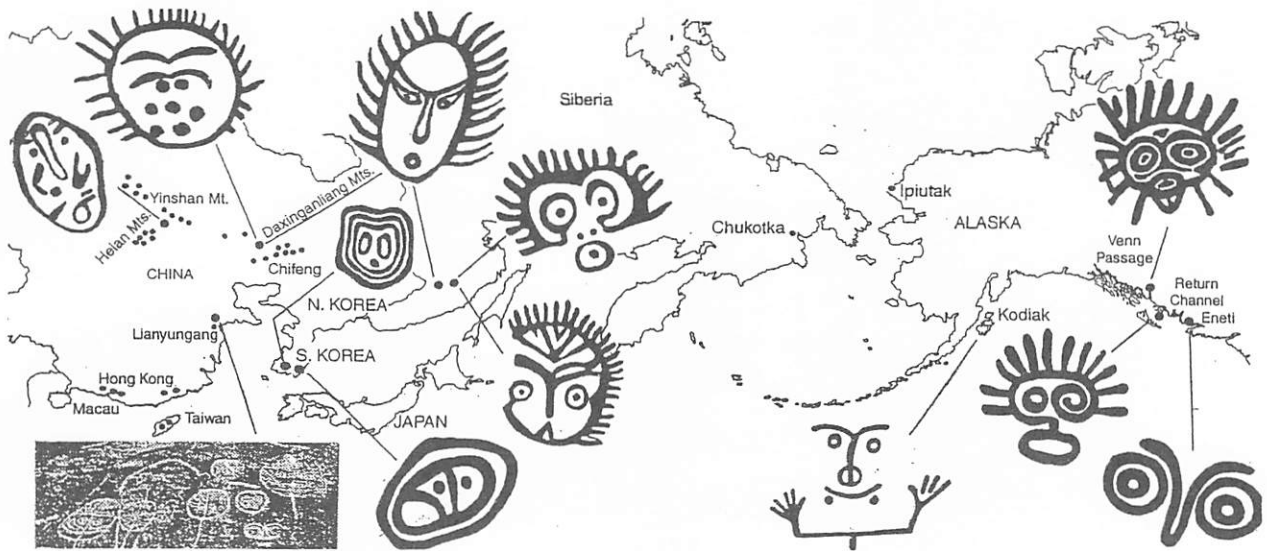 Siberia
Yinshan Mt.
Helan Mts.
Daxinganliang Mts.
CHINA
Chifeng
N. KOREA
Lianyungang
S. KOREA
Hong Kong
Macau
Taiwan
JAPAN
Chukotka
Ipiutak
ALASKA
Venn
Passage
Return
Channel
Eneti
Kodiak